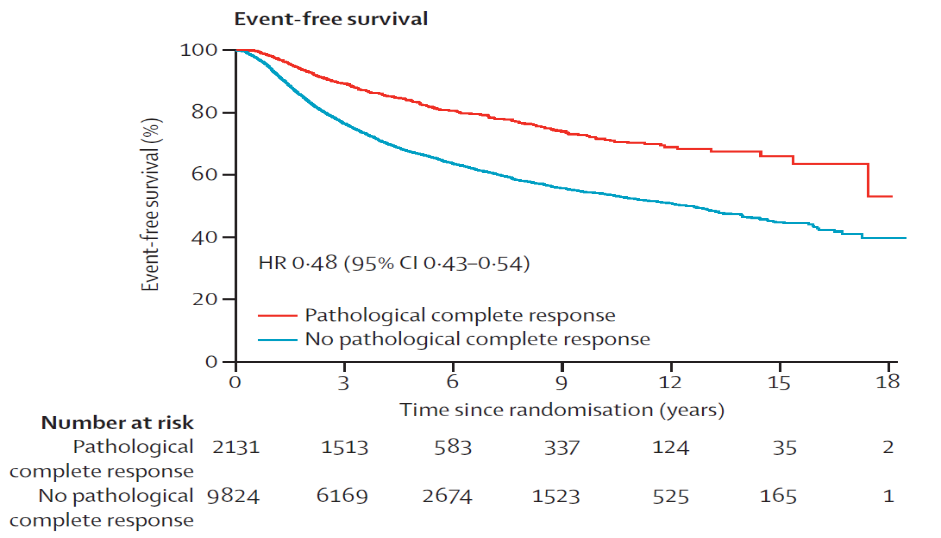 Event-free survival
Event-free survival (%)
100
80
60
40
20
0
HR 0·48 (95% CI 0·43–0·54)
Pathological complete response
No pathological complete response
0 3 6 9 12 15 18
Time since randomisation (years)
Number at risk
Pathological 2131 1513 583 337 124 35 2
complete response
No pathological 9824 6169 2674 1523 525 165 1
complete response